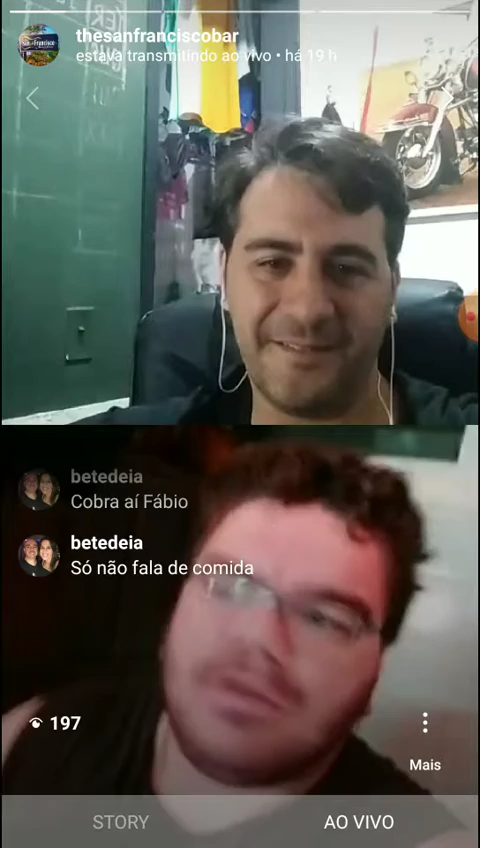 thesanfranciscobar
estava transmitindo ao vivo • há 19 h
betedeia
Cobra aí Fábio
betedeia
Só não fala de comida
197
Mais
STORY
AO VIVO